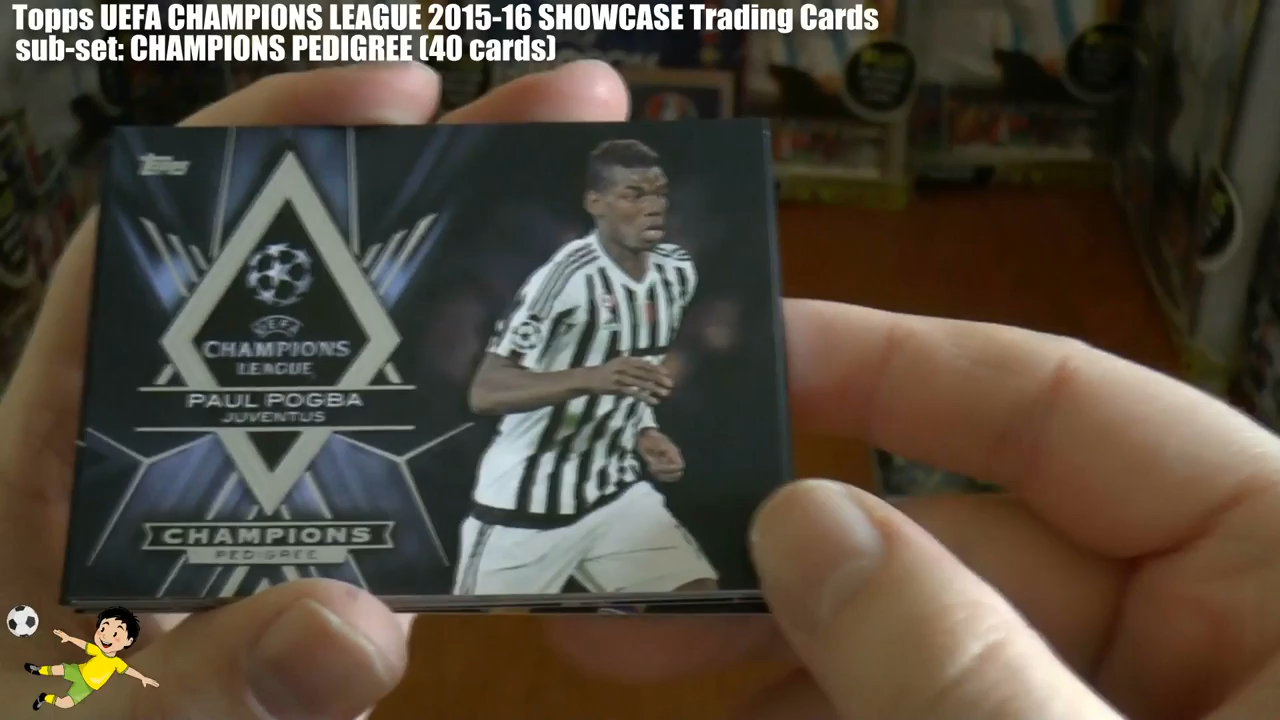 Topps UEFA CHAMPIONS LEAGUE 2015-16 SHOWCASE Trading Cards
sub-set: CHAMPIONS PEDIGREE (40 cards)
Topps
UEFA
CHAMPIONS
LEAGUE
PAUL POGBA
JUVENTUS
CHAMPIONS
PEDIGREE